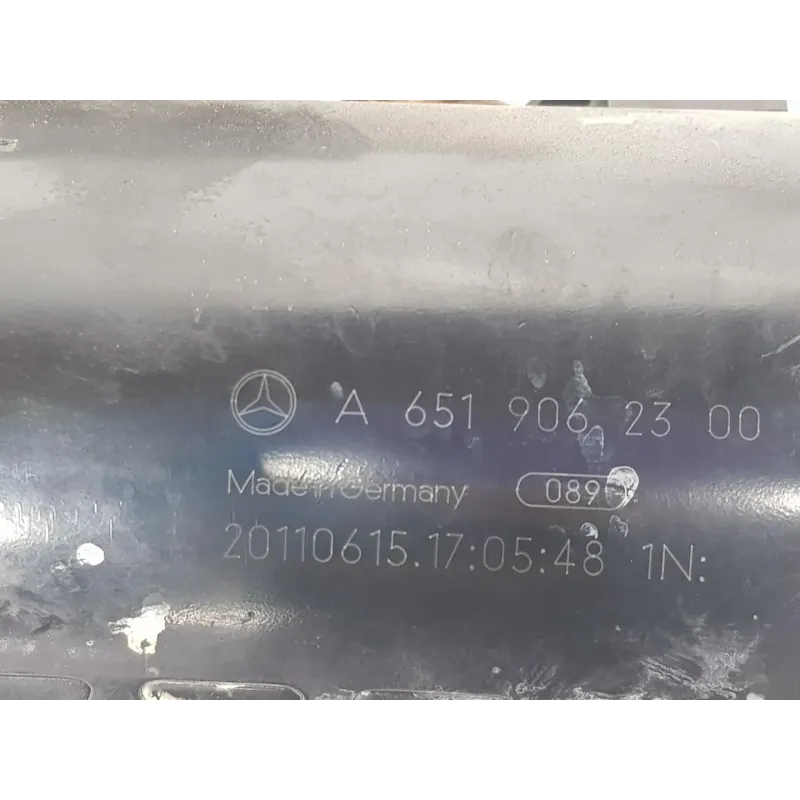 A 651 906 23 00
Made in Germany 089
20110615.17:05:48 1N: